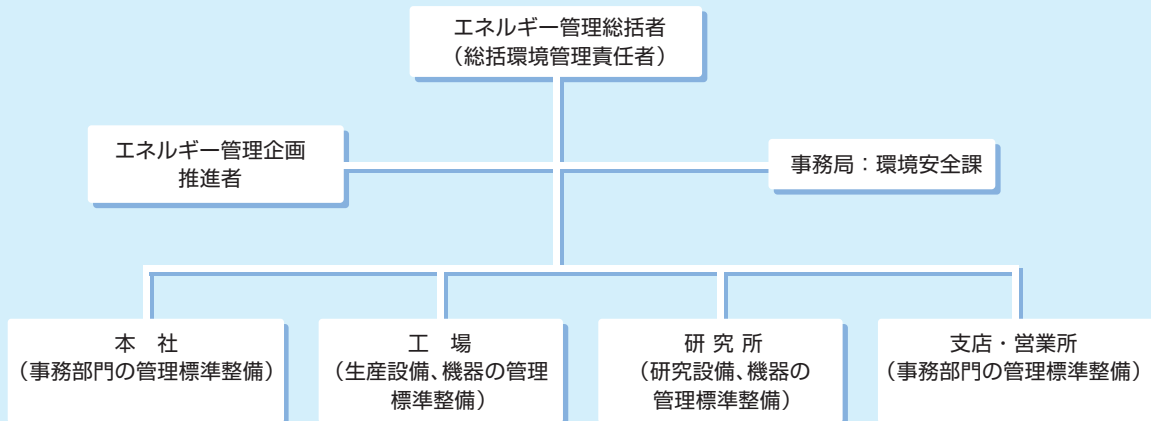 エネルギー管理総括者
（総括環境管理責任者）
エネルギー管理企画
推進者
事務局：環境安全課
本　社
（事務部門の管理標準整備）
工　場
（生産設備、機器の管理
標準整備）
研 究 所
（研究設備、機器の
管理標準整備）
支店・営業所
（事務部門の管理標準整備）